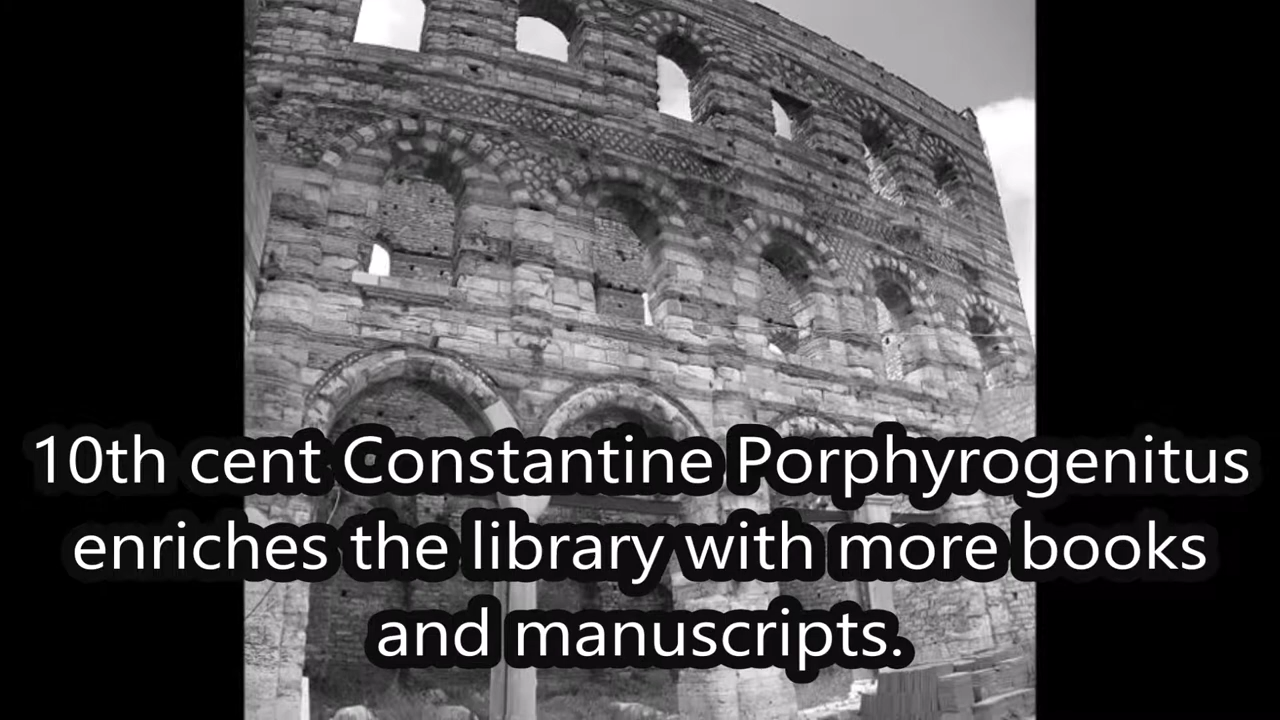 10th cent Constantine Porphyrogenitus
enriches the library with more books
and manuscripts.